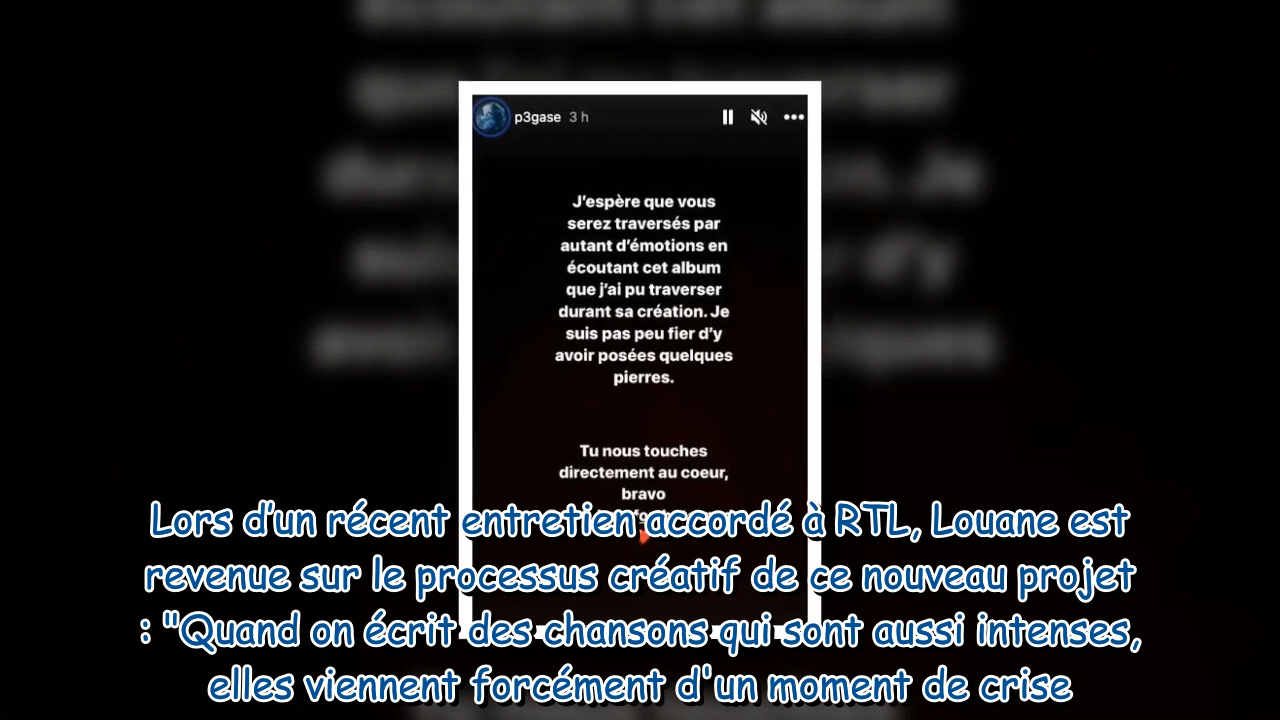 p3gase 3 h
J'espère que vous
serez traversés par
autant d'émotions en
écoutant cet album
que j'ai pu traverser
durant sa création. Je
suis pas peu fier d'y
avoir posées quelques
pierres.
Tu nous touches
directement au coeur,
bravo
Lors d'un récent entretien accordé à RTL, Louane est
revenue sur le processus créatif de ce nouveau projet
: "Quand on écrit des chansons qui sont aussi intenses,
elles viennent forcément d'un moment de crise